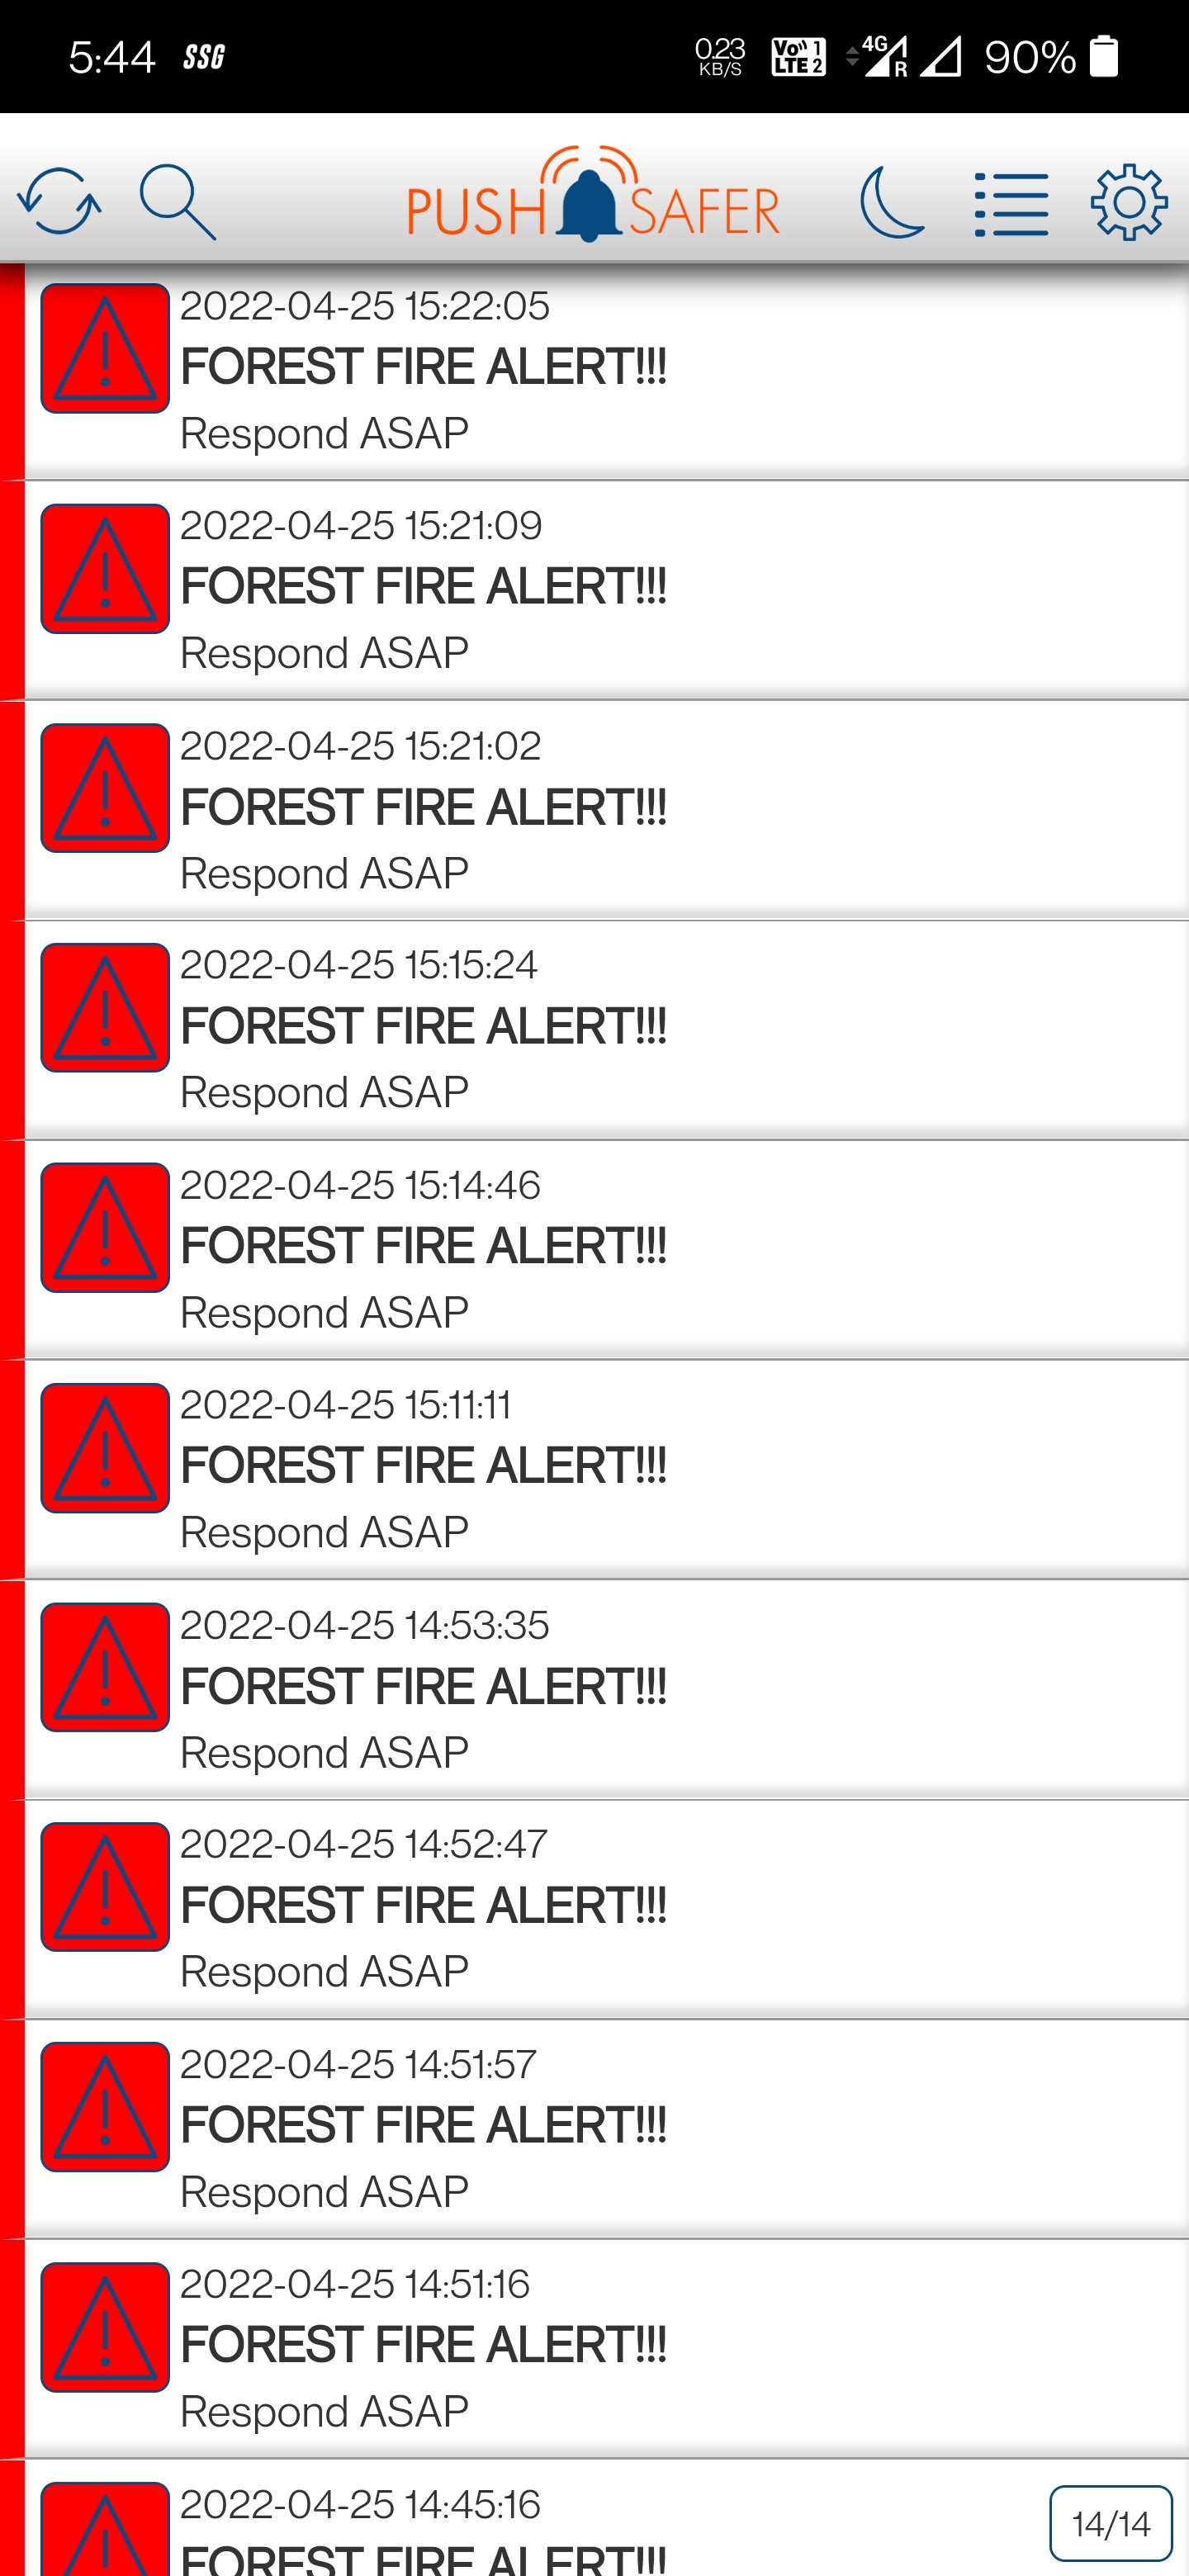 5:44 SSG 0.23 KB/S Vo 1 LTE 2 4G R 90%
PUSH SAFER
2022-04-25 15:22:05
FOREST FIRE ALERT!!!
Respond ASAP
2022-04-25 15:21:09
FOREST FIRE ALERT!!!
Respond ASAP
2022-04-25 15:21:02
FOREST FIRE ALERT!!!
Respond ASAP
2022-04-25 15:15:24
FOREST FIRE ALERT!!!
Respond ASAP
2022-04-25 15:14:46
FOREST FIRE ALERT!!!
Respond ASAP
2022-04-25 15:11:11
FOREST FIRE ALERT!!!
Respond ASAP
2022-04-25 14:53:35
FOREST FIRE ALERT!!!
Respond ASAP
2022-04-25 14:52:47
FOREST FIRE ALERT!!!
Respond ASAP
2022-04-25 14:51:57
FOREST FIRE ALERT!!!
Respond ASAP
2022-04-25 14:51:16
FOREST FIRE ALERT!!!
Respond ASAP
2022-04-25 14:45:16
14/14
FOREST FIRE ALERT!!!